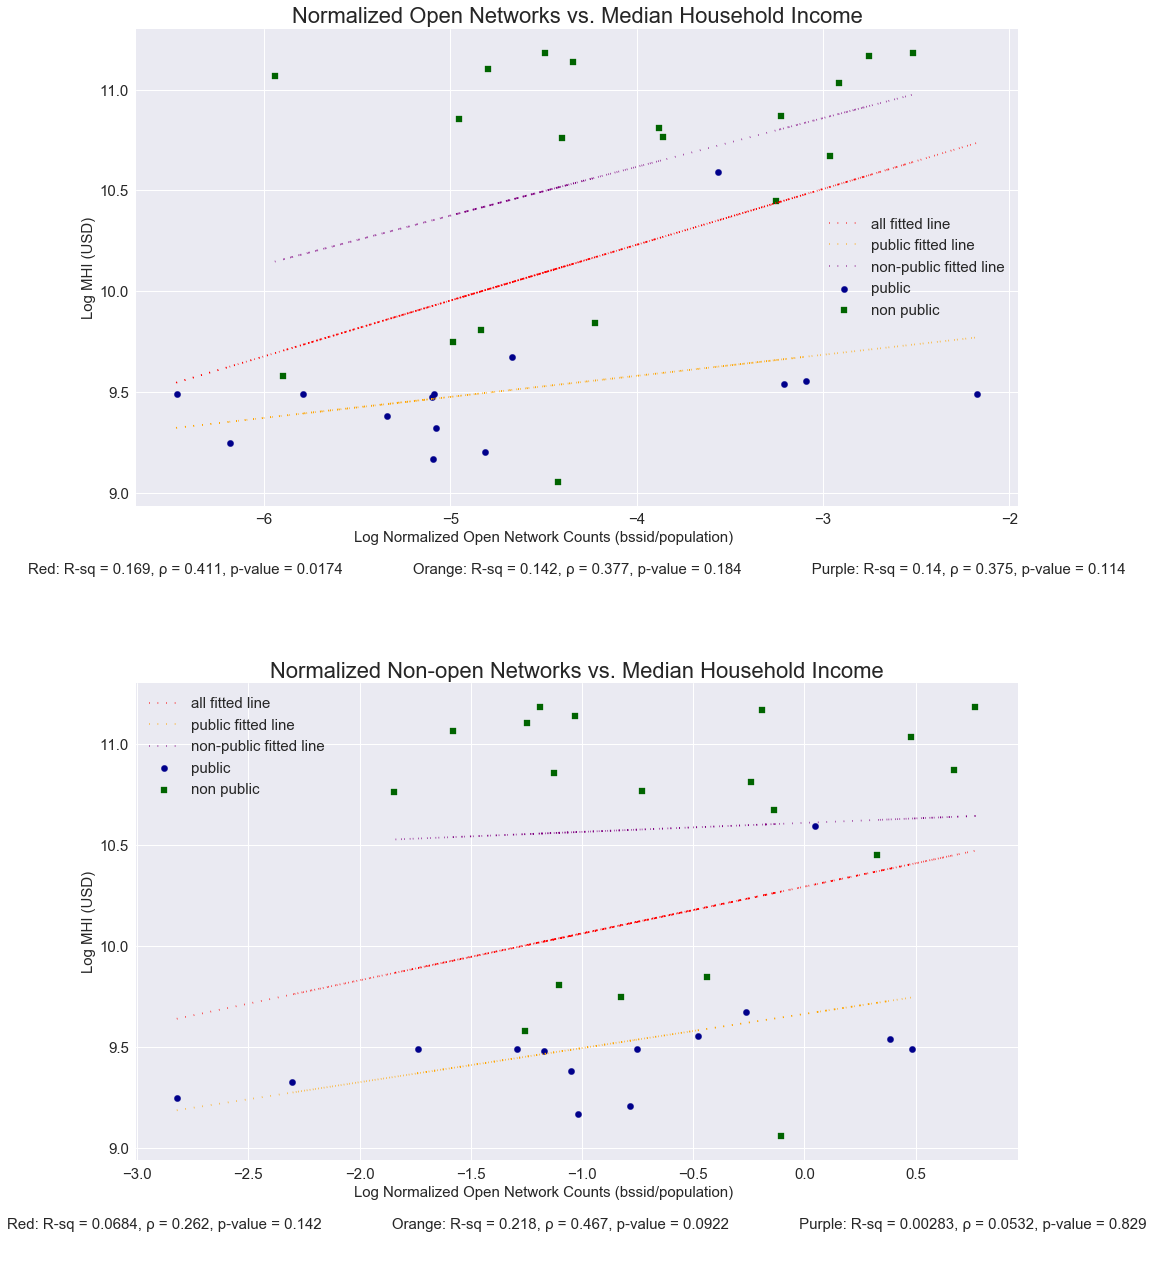 Normalized Open Networks vs. Median Household Income
11.0
10.5
10.0
9.5
9.0
Log MHI (USD)
all fitted line
public fitted line
non-public fitted line
public
non public
−6 −5 −4 −3 −2
Log Normalized Open Network Counts (bssid/population)
Red: R-sq = 0.169, ρ = 0.411, p-value = 0.0174 Orange: R-sq = 0.142, ρ = 0.377, p-value = 0.184 Purple: R-sq = 0.14, ρ = 0.375, p-value = 0.114
Normalized Non-open Networks vs. Median Household Income
all fitted line
public fitted line
non-public fitted line
public
non public
11.0
10.5
10.0
9.5
9.0
Log MHI (USD)
−3.0 −2.5 −2.0 −1.5 −1.0 −0.5 0.0 0.5
Log Normalized Open Network Counts (bssid/population)
Red: R-sq = 0.0684, ρ = 0.262, p-value = 0.142 Orange: R-sq = 0.218, ρ = 0.467, p-value = 0.0922 Purple: R-sq = 0.00283, ρ = 0.0532, p-value = 0.829